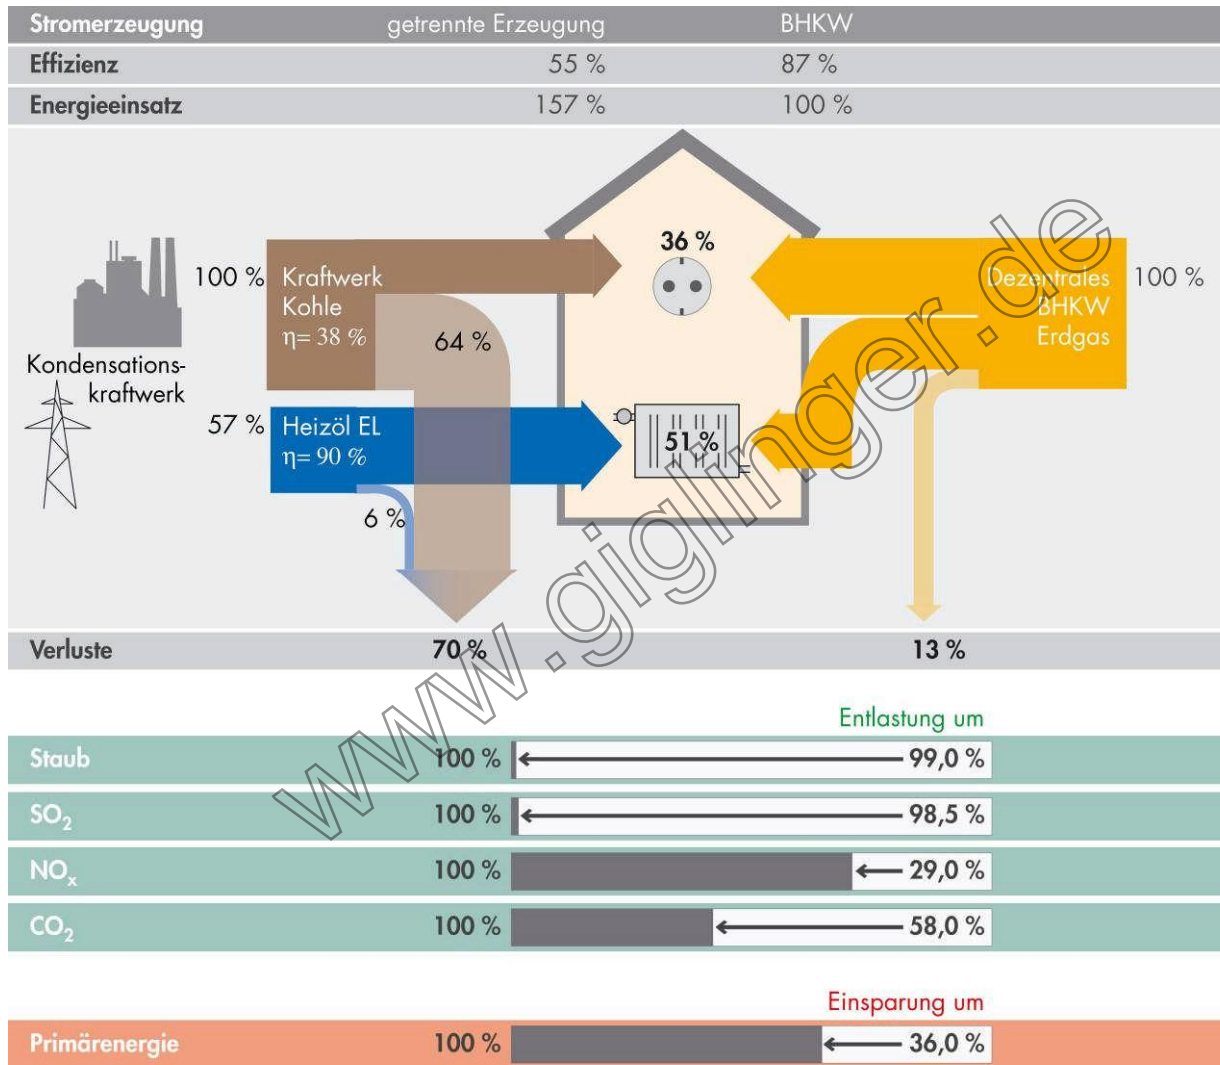 Stromerzeugung getrennte Erzeugung BHKW
Effizienz 55 % 87 %
Energieeinsatz 157 % 100 %
36 %
100 % Kraftwerk
Kohle
η= 38 %
64 %
Dezentrales
BHKW
Erdgas
100 %
Kondensations-
kraftwerk
57 % Heizöl EL
η= 90 %
51 %
6 %
Verluste 70 % 13 %
Entlastung um
Staub 100 % 99,0 %
SO₂ 100 % 98,5 %
NOₓ 100 % 29,0 %
CO₂ 100 % 58,0 %
Einsparung um
Primärenergie 100 % 36,0 %
www.giglinger.de